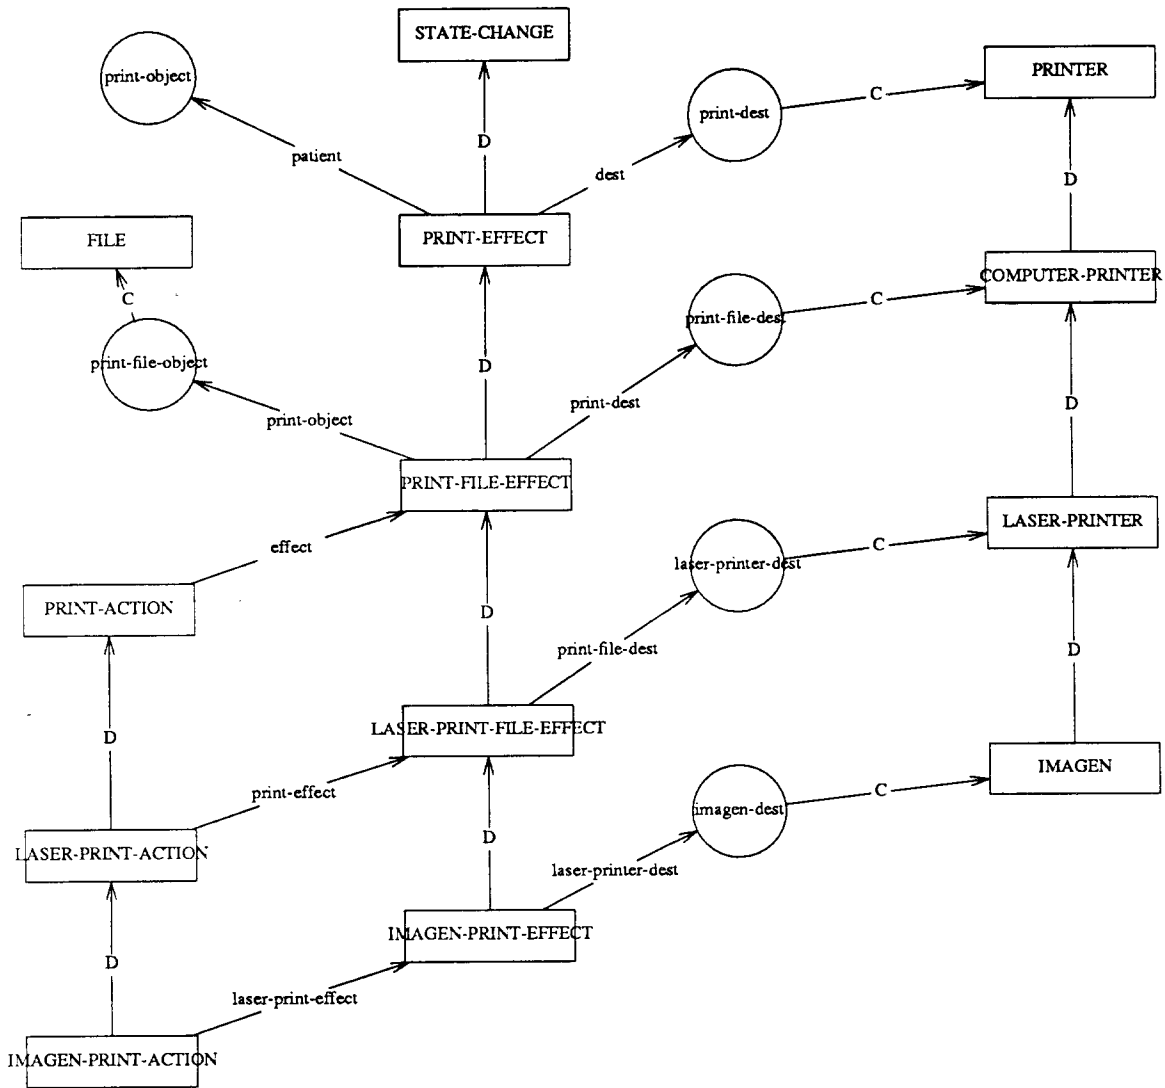 STATE-CHANGE
PRINTER
print-object
print-dest
C
D
patient
dest
D
FILE
PRINT-EFFECT
COMPUTER-PRINTER
C
C
print-file-dest
print-file-object
D
print-dest
D
print-object
PRINT-FILE-EFFECT
LASER-PRINTER
effect
C
laser-printer-dest
PRINT-ACTION
D
print-file-dest
D
LASER-PRINT-FILE-EFFECT
D
IMAGEN
print-effect
C
imagen-dest
D
LASER-PRINT-ACTION
laser-printer-dest
IMAGEN-PRINT-EFFECT
D
laser-print-effect
IMAGEN-PRINT-ACTION